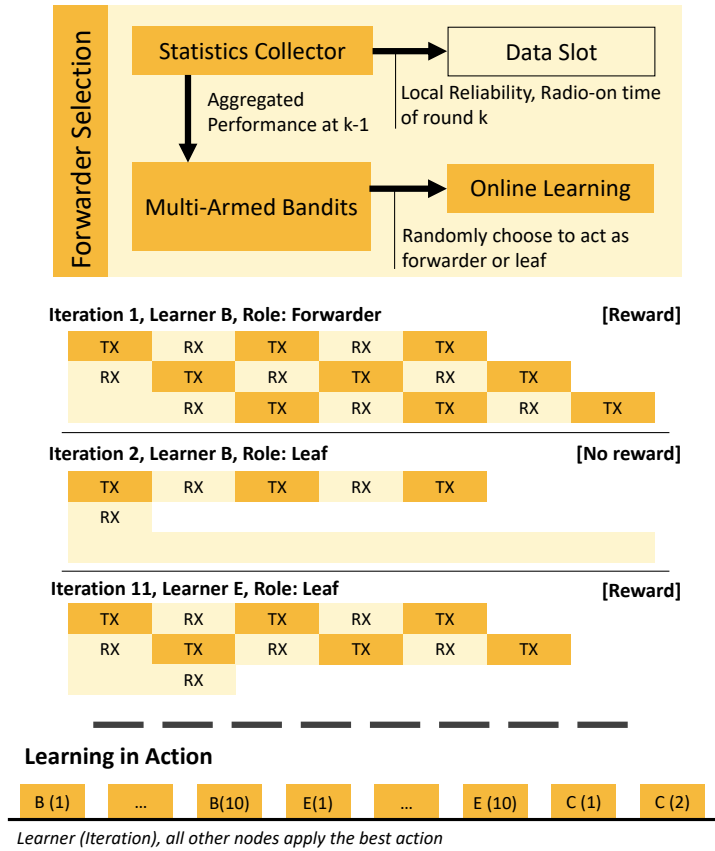 Forwarder Selection
Statistics Collector
Data Slot
Aggregated
Performance at k-1
Local Reliability, Radio-on time
of round k
Multi-Armed Bandits
Online Learning
Randomly choose to act as
forwarder or leaf
Iteration 1, Learner B, Role: Forwarder [Reward]
TX RX TX RX TX
RX TX RX TX RX TX
RX TX RX TX RX TX
Iteration 2, Learner B, Role: Leaf [No reward]
TX RX TX RX TX
RX
Iteration 11, Learner E, Role: Leaf [Reward]
TX RX TX RX TX
RX TX RX TX RX TX
RX
Learning in Action
B (1) ... B(10) E(1) ... E (10) C (1) C (2)
Learner (Iteration), all other nodes apply the best action